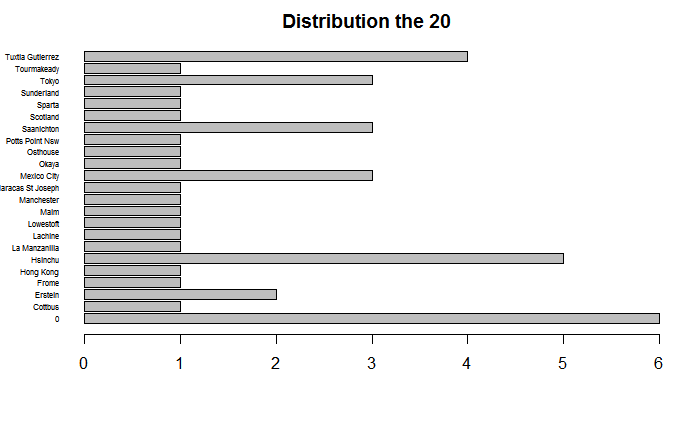 Distribution the 20
Tuxtla Gutierrez
Tourmakeady
Tokyo
Sunderland
Sparta
Scotland
Saanichton
Potts Point Nsw
Osthouse
Okaya
Mexico City
laracas St Joseph
Manchester
Malm
Lowestoft
Lachine
La Manzanilla
Hsinchu
Hong Kong
Frome
Erstein
Cottbus
0
0 1 2 3 4 5 6